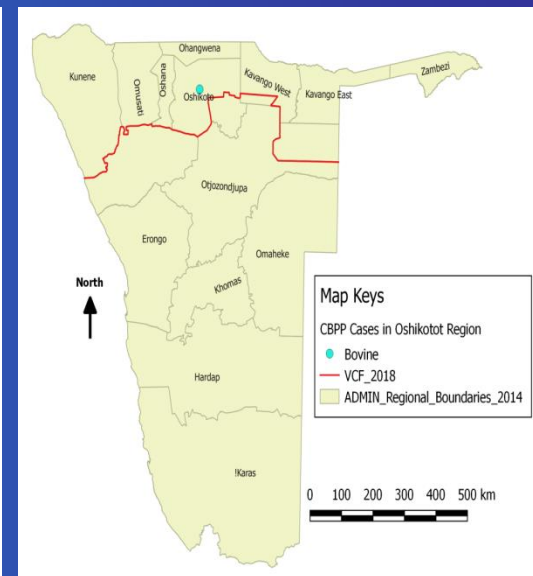 Ohangwena
Zambezi
Kunene
Omusati
Oshana
Oshikoto
Kavango West
Kavango East
Otjozondjupa
Erongo
Omaheke
Khomas
North
Hardap
!Karas
Map Keys
CBPP Cases in Oshikotot Region
Bovine
VCF_2018
ADMIN_Regional_Boundaries_2014
0 100 200 300 400 500 km